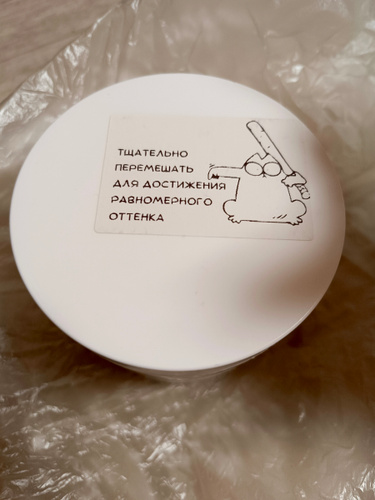 ТЩАТЕЛЬНО
ПЕРЕМЕШАТЬ
ДЛЯ ДОСТИЖЕНИЯ
РАВНОМЕРНОГО
ОТТЕНКА